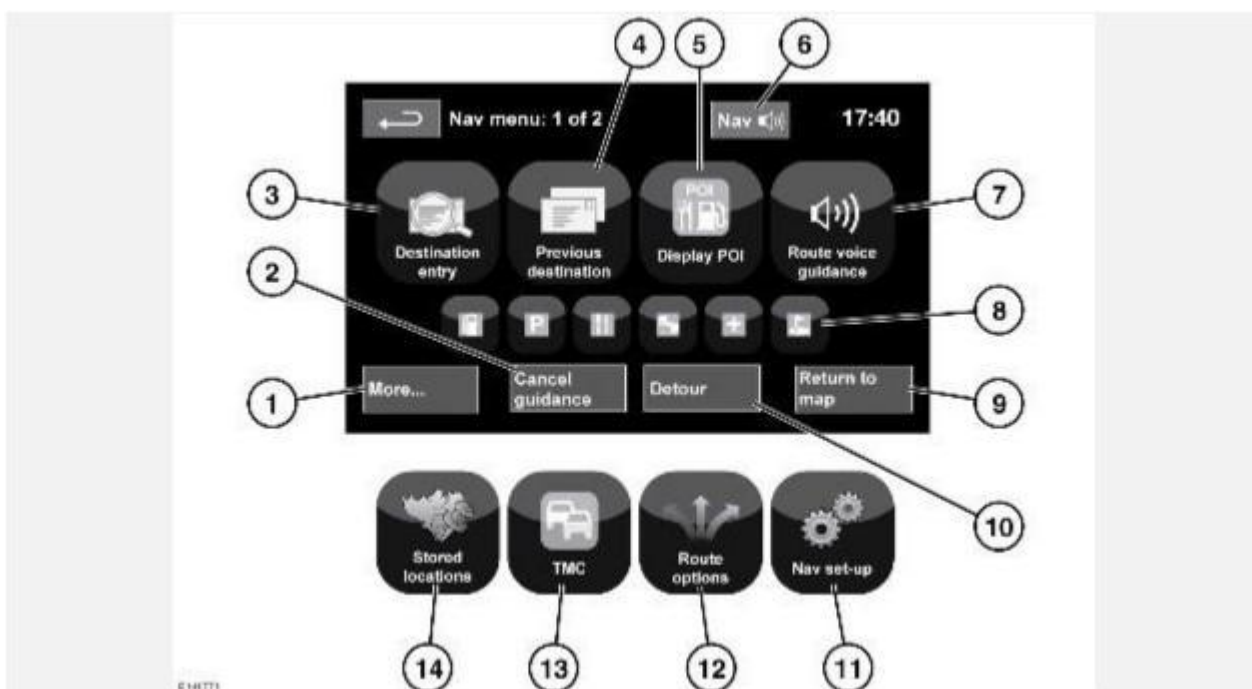 4 5 6
Nav menu: 1 of 2 Nav 17:40
3 7
POI
Destination entry
Previous destination
Display POI
Route voice guidance
2
P
8
1
More...
Cancel guidance
Detour
Return to map
9
10
Stored locations
TMC
Route options
Nav set-up
14 13 12 11